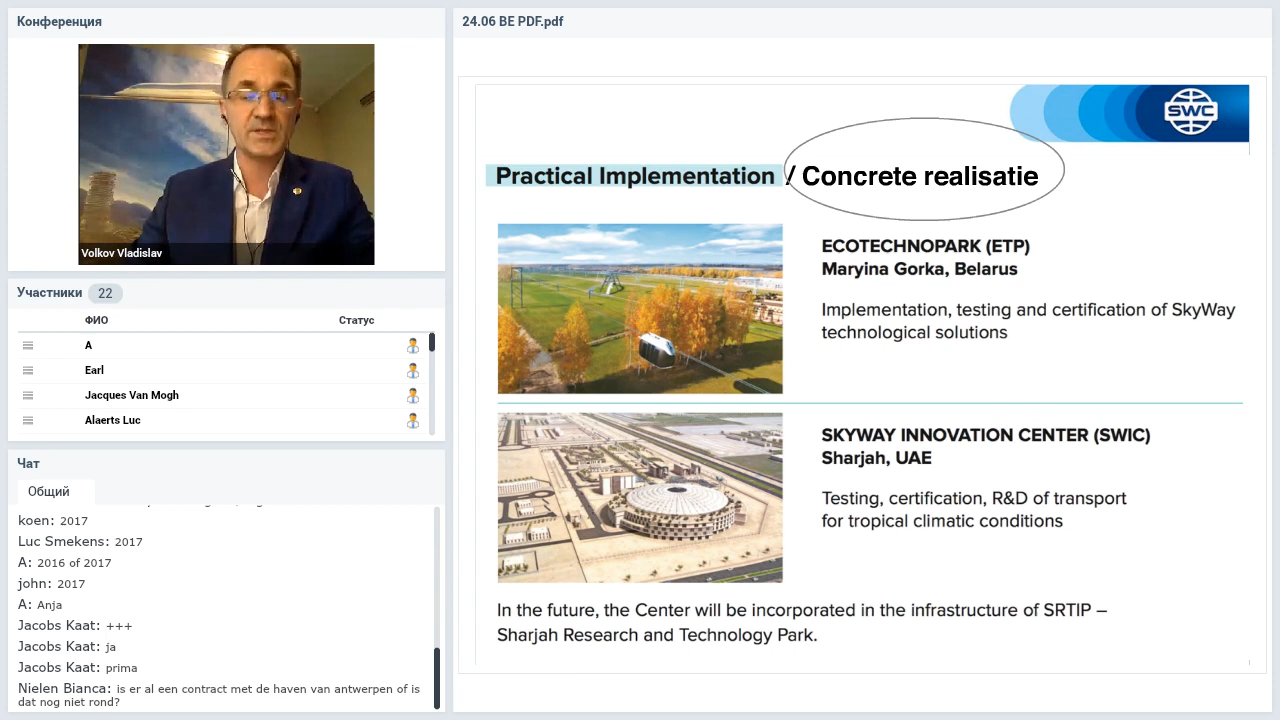 Конференция
Volkov Vladislav
Участники 22
ФИО Статус
A
Earl
Jacques Van Mogh
Alaerts Luc
Чат
Общий
koen: 2017
Luc Smekens: 2017
A: 2016 of 2017
john: 2017
A: Anja
Jacobs Kaat: +++
Jacobs Kaat: ja
Jacobs Kaat: prima
Nielen Bianca: is er al een contract met de haven van antwerpen of is
dat nog niet rond?
24.06 BE PDF.pdf
SWC
Practical Implementation / Concrete realisatie
ECOTECHNOPARK (ETP)
Maryina Gorka, Belarus
Implementation, testing and certification of SkyWay
technological solutions
SKYWAY INNOVATION CENTER (SWIC)
Sharjah, UAE
Testing, certification, R&D of transport
for tropical climatic conditions
In the future, the Center will be incorporated in the infrastructure of SRTIP –
Sharjah Research and Technology Park.